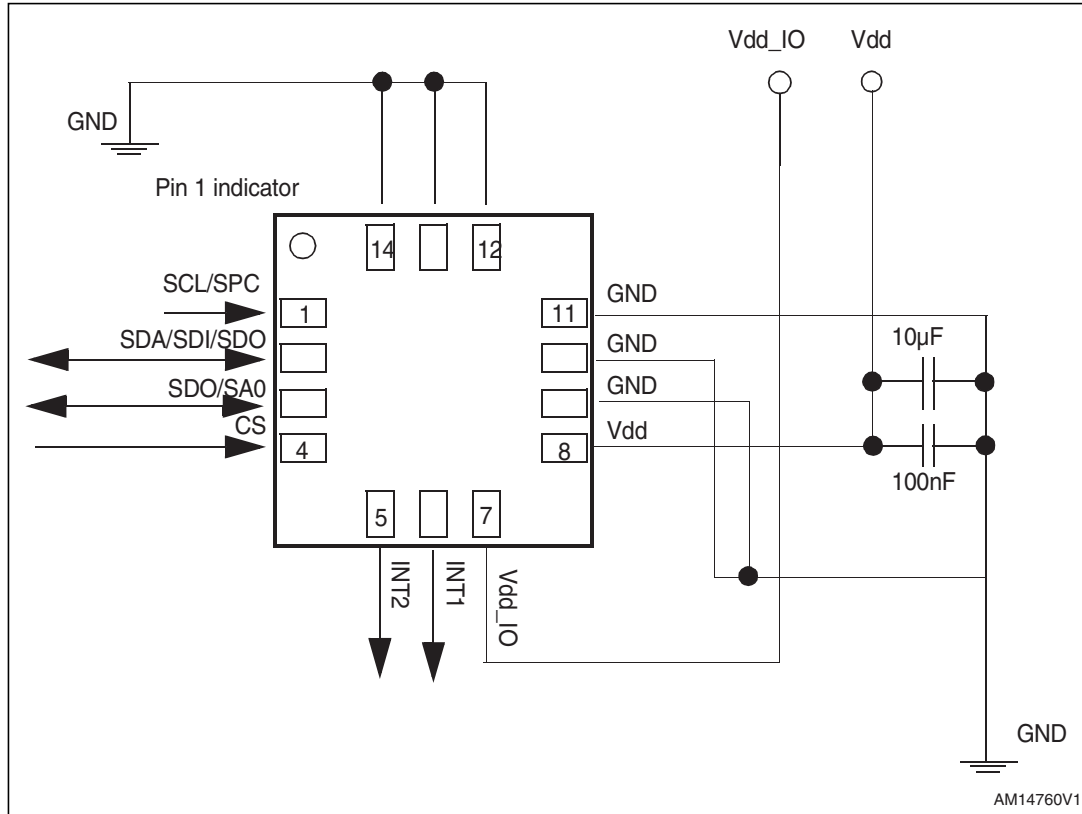 Vdd_IO Vdd
GND
Pin 1 indicator
14 12
SCL/SPC
1
SDA/SDI/SDO
SDO/SA0
CS
4
11
GND
GND
GND
Vdd
8
10µF
100nF
5 7
INT2
INT1
Vdd_IO
GND
AM14760V1